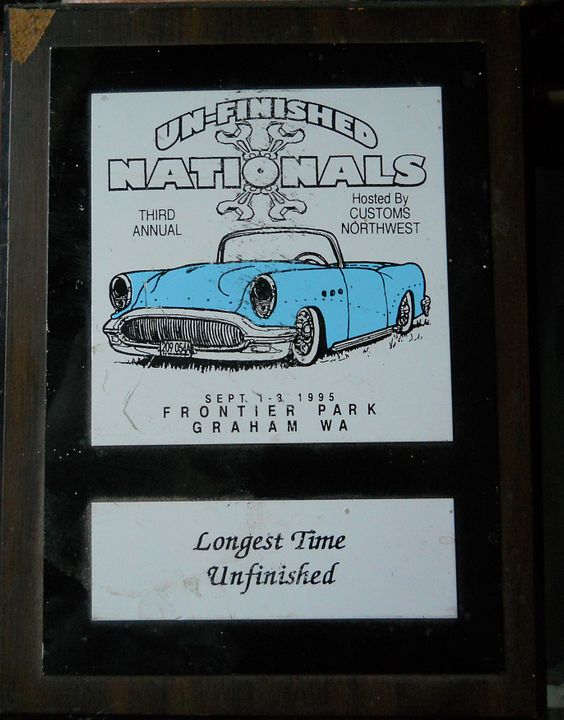 UN-FINISHED
NATIONALS
THIRD
ANNUAL
Hosted By
CUSTOMS
NORTHWEST
SEPT. 1-3 1995
FRONTIER PARK
GRAHAM WA
Longest Time
Unfinished